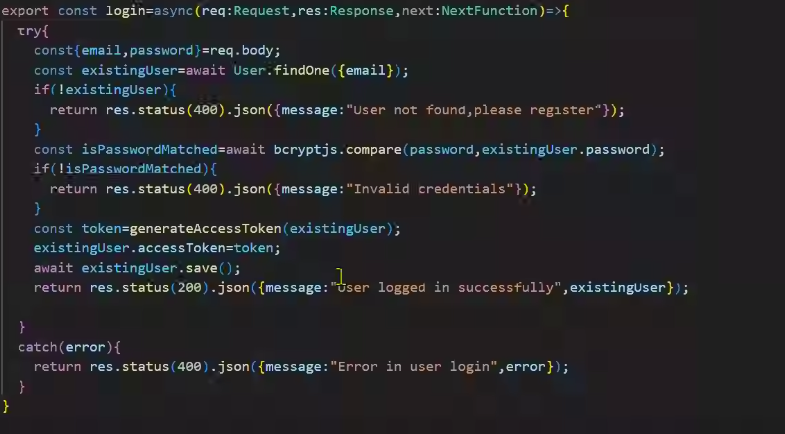 export const login=async(req:Request,res:Response,next:NextFunction)=>{
try{
const{email,password}=req.body;
const existingUser=await User.findOne({email});
if(!existingUser){
return res.status(400).json({message:"User not found,please register"});
}
const isPasswordMatched=await bcryptjs.compare(password,existingUser.password);
if(!isPasswordMatched){
return res.status(400).json({message:"Invalid credentials"});
}
const token=generateAccessToken(existingUser);
existingUser.accessToken=token;
await existingUser.save();
return res.status(200).json({message:"User logged in successfully",existingUser});
}
catch(error){
return res.status(400).json({message:"Error in user login",error});
}
}